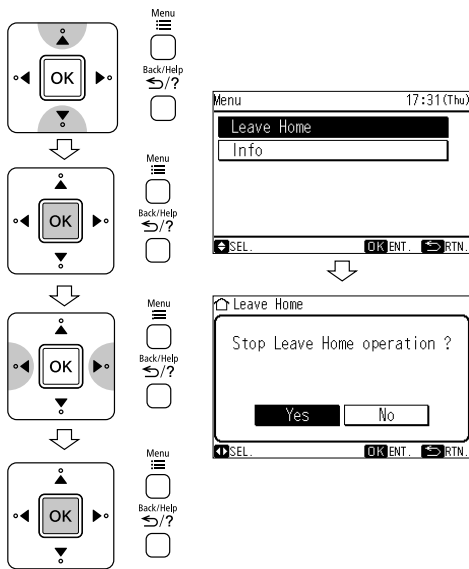 Menu
OK
Back/Help
/?
Menu
OK
Back/Help
/?
Menu
OK
Back/Help
/?
Menu
OK
Back/Help
/?
Menu 17:31(Thu)
Leave Home
Info
SEL. OK ENT. RTN.
Leave Home
Stop Leave Home operation ?
Yes No
SEL. OK ENT. RTN.